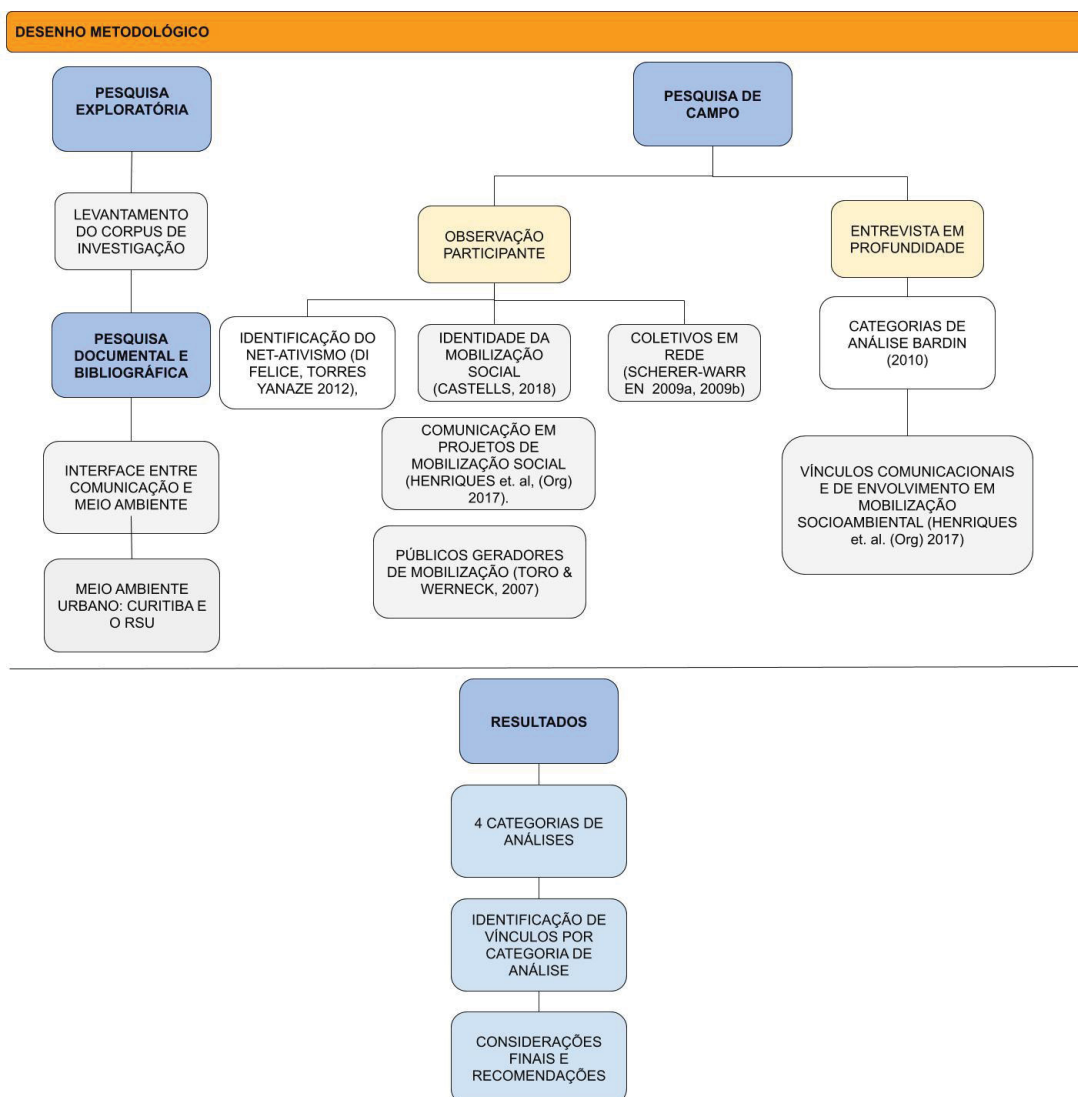 DESENHO METODOLÓGICO
PESQUISA
EXPLORATÓRIA
LEVANTAMENTO
DO CORPUS DE
INVESTIGAÇÃO
PESQUISA
DOCUMENTAL E
BIBLIOGRÁFICA
INTERFACE ENTRE
COMUNICAÇÃO E
MEIO AMBIENTE
MEIO AMBIENTE
URBANO: CURITIBA E
O RSU
PESQUISA DE
CAMPO
OBSERVAÇÃO
PARTICIPANTE
IDENTIFICAÇÃO DO
NET-ATIVISMO (DI
FELICE, TORRES
YANAZE 2012),
IDENTIDADE DA
MOBILIZAÇÃO
SOCIAL
(CASTELLS, 2018)
COLETIVOS EM
REDE
(SCHERER-WARR
EN 2009a, 2009b)
COMUNICAÇÃO EM
PROJETOS DE
MOBILIZAÇÃO SOCIAL
(HENRIQUES et. al, (Org)
2017).
PÚBLICOS GERADORES
DE MOBILIZAÇÃO (TORO &
WERNECK, 2007)
ENTREVISTA EM
PROFUNDIDADE
CATEGORIAS DE
ANÁLISE BARDIN
(2010)
VÍNCULOS COMUNICACIONAIS
E DE ENVOLVIMENTO EM
MOBILIZAÇÃO
SOCIOAMBIENTAL (HENRIQUES
et. al. (Org) 2017)
RESULTADOS
4 CATEGORIAS DE
ANÁLISES
IDENTIFICAÇÃO DE
VÍNCULOS POR
CATEGORIA DE
ANÁLISE
CONSIDERAÇÕES
FINAIS E
RECOMENDAÇÕES